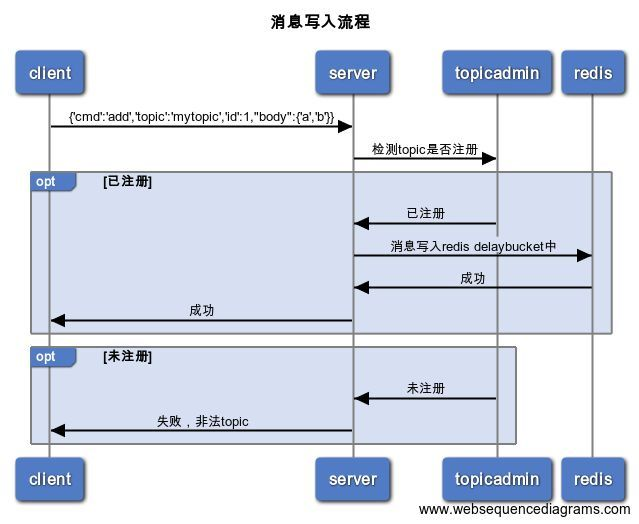 消息写入流程
client
server
topicadmin
redis
{'cmd':'add','topic':'mytopic','id':1,"body":{'a','b'}}
检测topic是否注册
opt
[已注册]
已注册
消息写入redis delaybucket中
成功
成功
opt
[未注册]
未注册
失败，非法topic
client
server
topicadmin
redis
www.websequencediagrams.com